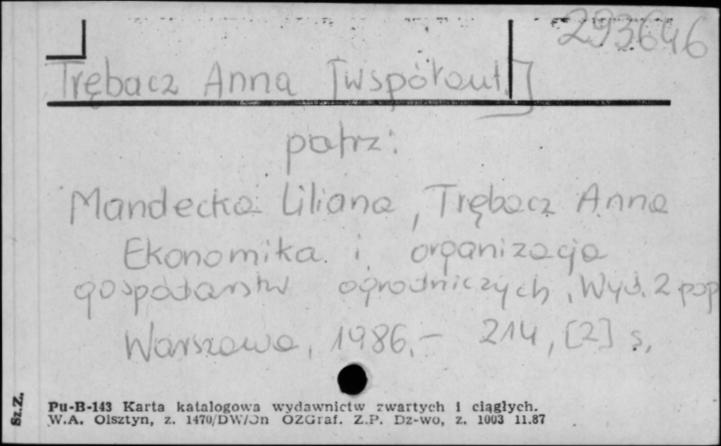 293646
Trębacz Anna [współaut.]
patrz:
Mandecka Liliana, Trębacz Anna
Ekonomika i organizacja
gospodarstw ogrodniczych. Wyd. 2 pop
Warszawa, 1986.- 214, [2] s.
Sz.Z.
Pu-B-143 Karta katalogowa wydawnictw zwartych i ciągłych.
W.A. Olsztyn, z. 1470/DW/Jn OZGraf. Z.P. Dz-wo, z. 1003 11.87